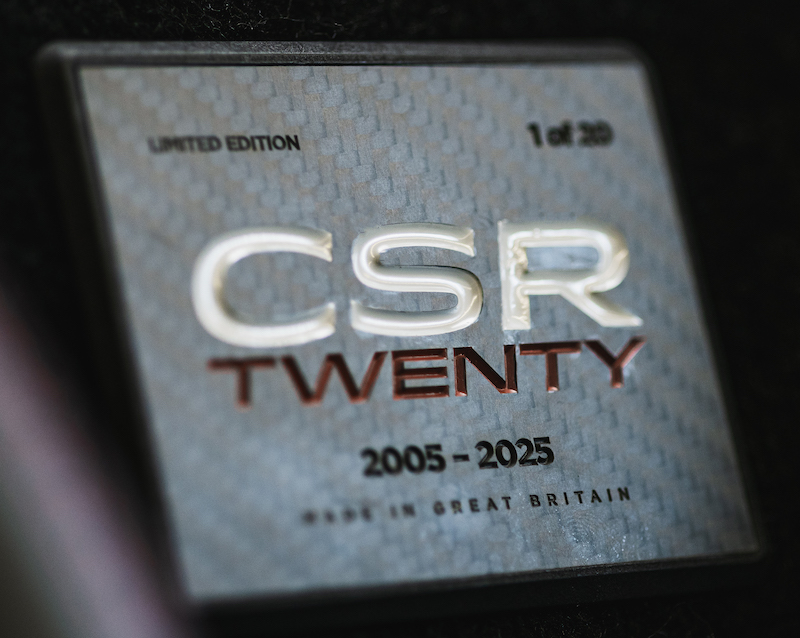 LIMITED EDITION
1 of 20
CSR
TWENTY
2005 – 2025
MADE IN GREAT BRITAIN